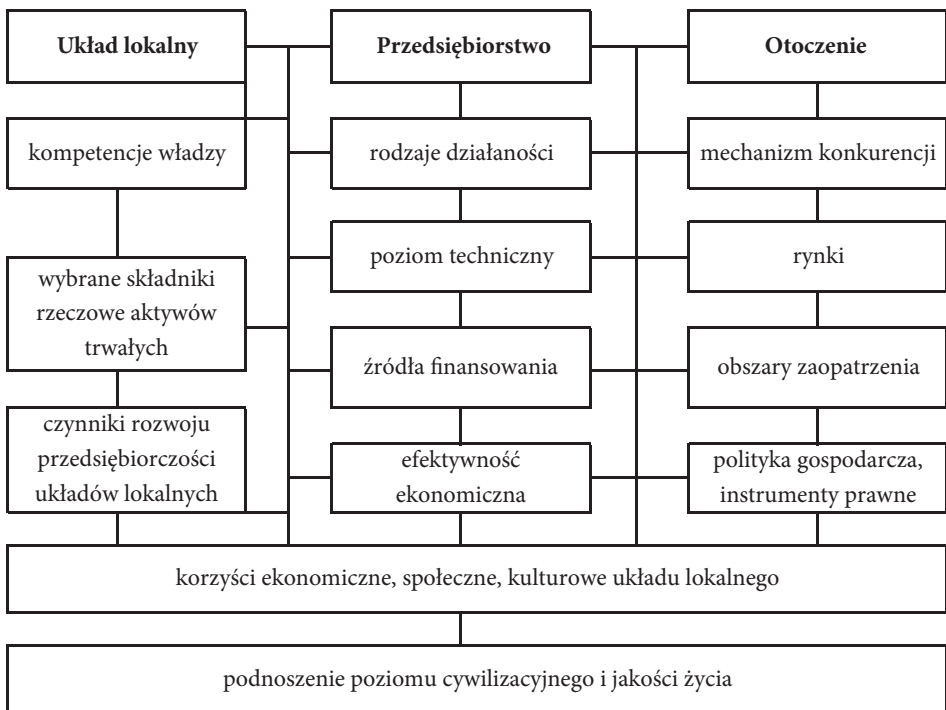 Układ lokalny
Przedsiębiorstwo
Otoczenie
kompetencje władzy
rodzaje działaności
mechanizm konkurencji
wybrane składniki
rzeczowe aktywów
trwałych
poziom techniczny
rynki
źródła finansowania
obszary zaopatrzenia
czynniki rozwoju
przedsiębiorczości
układów lokalnych
efektywność
ekonomiczna
polityka gospodarcza,
instrumenty prawne
korzyści ekonomiczne, społeczne, kulturowe układu lokalnego
podnoszenie poziomu cywilizacyjnego i jakości życia